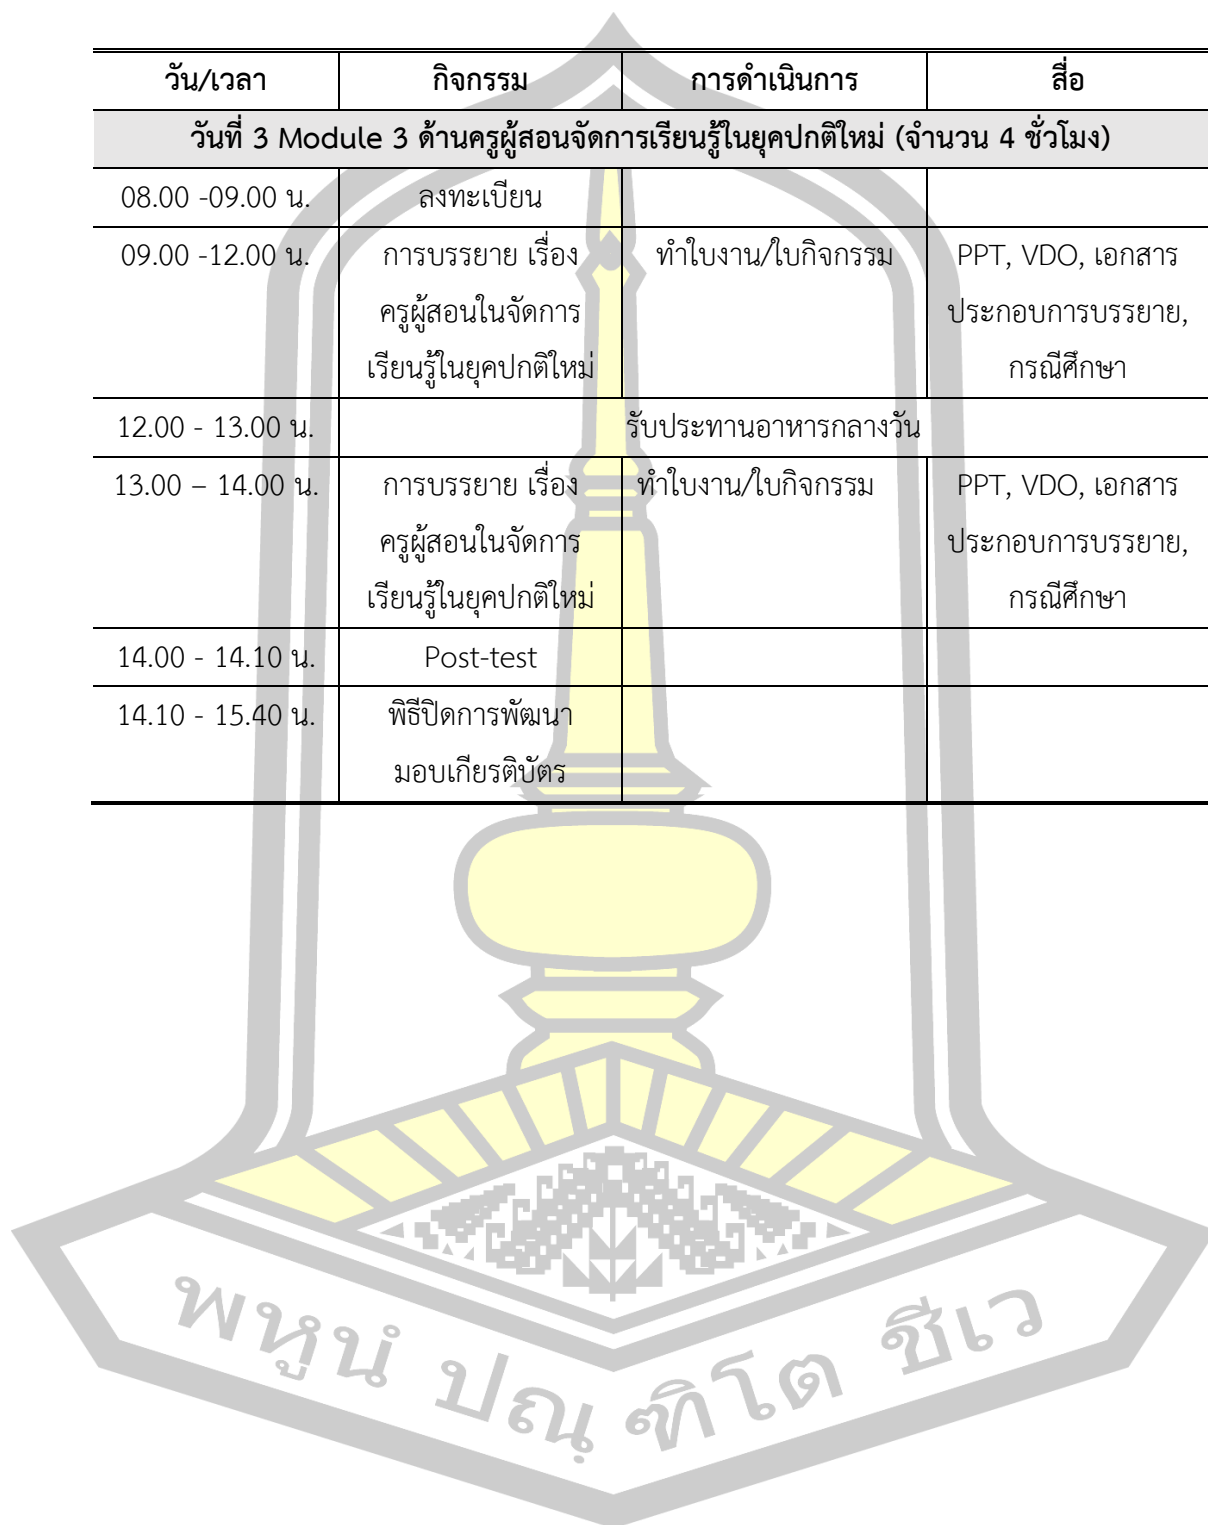 วัน/เวลา กิจกรรม การดำเนินการ สื่อ
วันที่ 3 Module 3 ด้านครูผู้สอนจัดการเรียนรู้ในยุคปกติใหม่ (จำนวน 4 ชั่วโมง)
08.00 -09.00 น. ลงทะเบียน
09.00 -12.00 น. การบรรยาย เรื่อง ทำใบงาน/ใบกิจกรรม PPT, VDO, เอกสาร
ครูผู้สอนในจัดการ ประกอบการบรรยาย,
เรียนรู้ในยุคปกติใหม่ กรณีศึกษา
12.00 - 13.00 น. รับประทานอาหารกลางวัน
13.00 – 14.00 น. การบรรยาย เรื่อง ทำใบงาน/ใบกิจกรรม PPT, VDO, เอกสาร
ครูผู้สอนในจัดการ ประกอบการบรรยาย,
เรียนรู้ในยุคปกติใหม่ กรณีศึกษา
14.00 - 14.10 น. Post-test
14.10 - 15.40 น. พิธีปิดการพัฒนา
มอบเกียรติบัตร
พหูนํ ปณฺฑิโต ชีเว